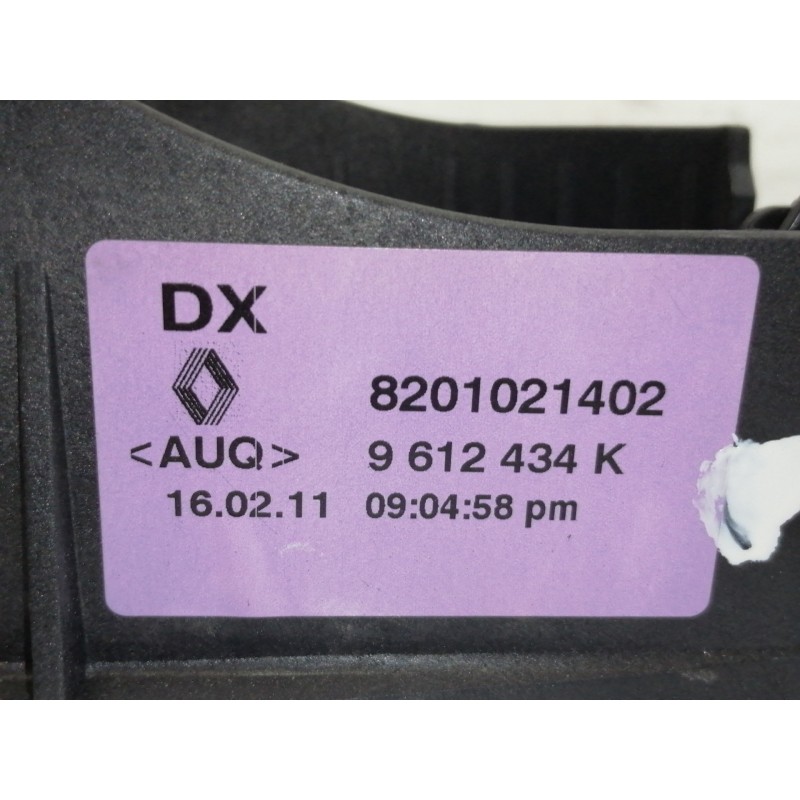 DX
8201021402
<AUQ> 9 612 434 K
16.02.11 09:04:58 pm